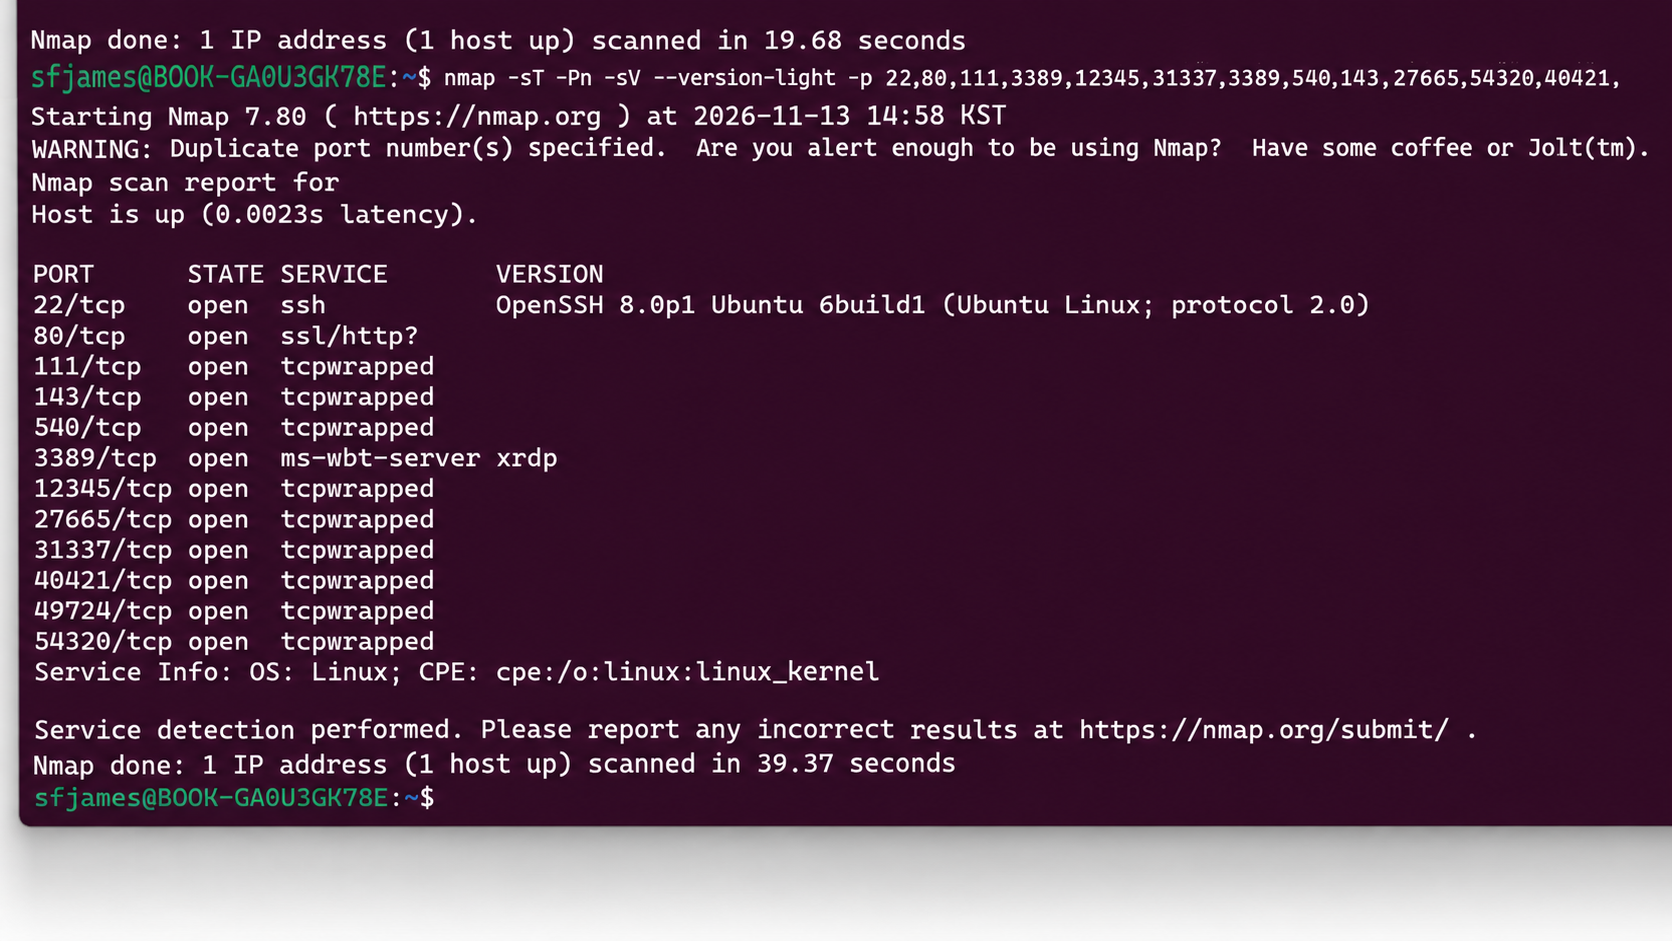 Nmap done: 1 IP address (1 host up) scanned in 19.68 seconds
sfjames@BOOK-GA0U3GK78E:~$ nmap -sT -Pn -sV --version-light -p 22,80,111,3389,12345,31337,3389,540,143,27665,54320,40421,
Starting Nmap 7.80 ( https://nmap.org ) at 2026-11-13 14:58 KST
WARNING: Duplicate port number(s) specified.  Are you alert enough to be using Nmap?  Have some coffee or Jolt(tm).
Nmap scan report for
Host is up (0.0023s latency).
PORT      STATE SERVICE       VERSION
22/tcp    open  ssh           OpenSSH 8.0p1 Ubuntu 6build1 (Ubuntu Linux; protocol 2.0)
80/tcp    open  ssl/http?
111/tcp   open  tcpwrapped
143/tcp   open  tcpwrapped
540/tcp   open  tcpwrapped
3389/tcp  open  ms-wbt-server xrdp
12345/tcp open  tcpwrapped
27665/tcp open  tcpwrapped
31337/tcp open  tcpwrapped
40421/tcp open  tcpwrapped
49724/tcp open  tcpwrapped
54320/tcp open  tcpwrapped
Service Info: OS: Linux; CPE: cpe:/o:linux:linux_kernel
Service detection performed. Please report any incorrect results at https://nmap.org/submit/ .
Nmap done: 1 IP address (1 host up) scanned in 39.37 seconds
sfjames@BOOK-GA0U3GK78E:~$